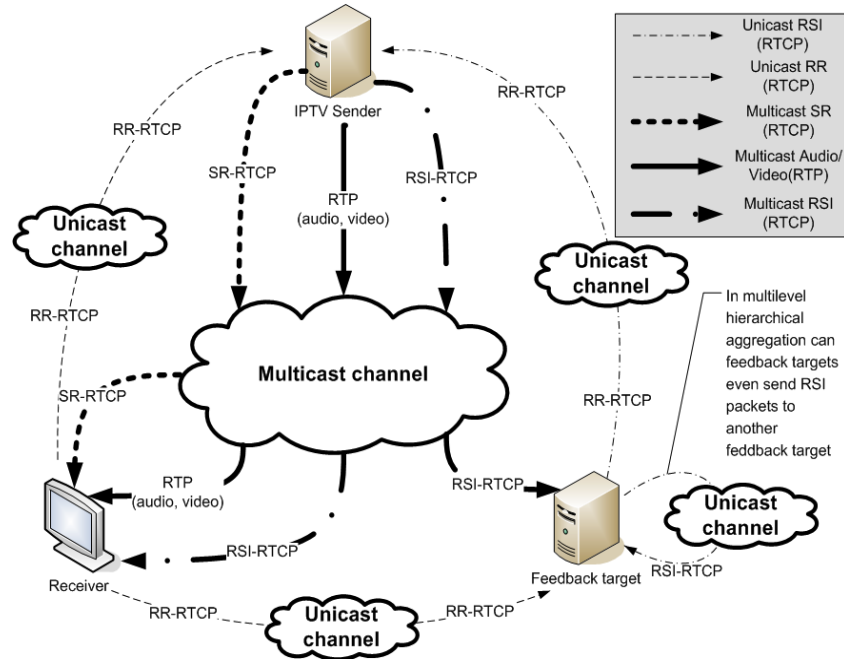 IPTV Sender
RR-RTCP
RR-RTCP
SR-RTCP
RTP
(audio, video)
RSI-RTCP
Unicast RSI
(RTCP)
Unicast RR
(RTCP)
Multicast SR
(RTCP)
Multicast Audio/
Video(RTP)
Multicast RSI
(RTCP)
Unicast
channel
Unicast
channel
RR-RTCP
In multilevel
hierarchical
aggregation can
feedback targets
even send RSI
packets to
another
feddback target
Multicast channel
SR-RTCP
RR-RTCP
RTP
(audio, video)
RSI-RTCP
RSI-RTCP
Unicast
channel
RSI-RTCP
Receiver
Feedback target
RR-RTCP
Unicast
channel
RR-RTCP